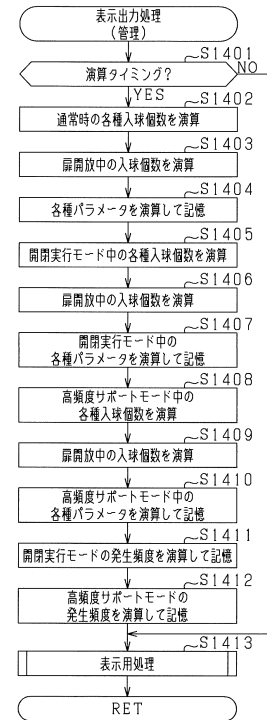 表示出力処理
(管理)
S1401
演算タイミング?
NO
YES
S1402
通常時の各種入球個数を演算
S1403
扉開放中の入球個数を演算
S1404
各種パラメータを演算して記憶
S1405
開閉実行モード中の各種入球個数を演算
S1406
扉開放中の入球個数を演算
S1407
開閉実行モード中の
各種パラメータを演算して記憶
S1408
高頻度サポートモード中の
各種入球個数を演算
S1409
扉開放中の入球個数を演算
S1410
高頻度サポートモード中の
各種パラメータを演算して記憶
S1411
開閉実行モードの発生頻度を演算して記憶
S1412
高頻度サポートモードの
発生頻度を演算して記憶
S1413
表示用処理
RET